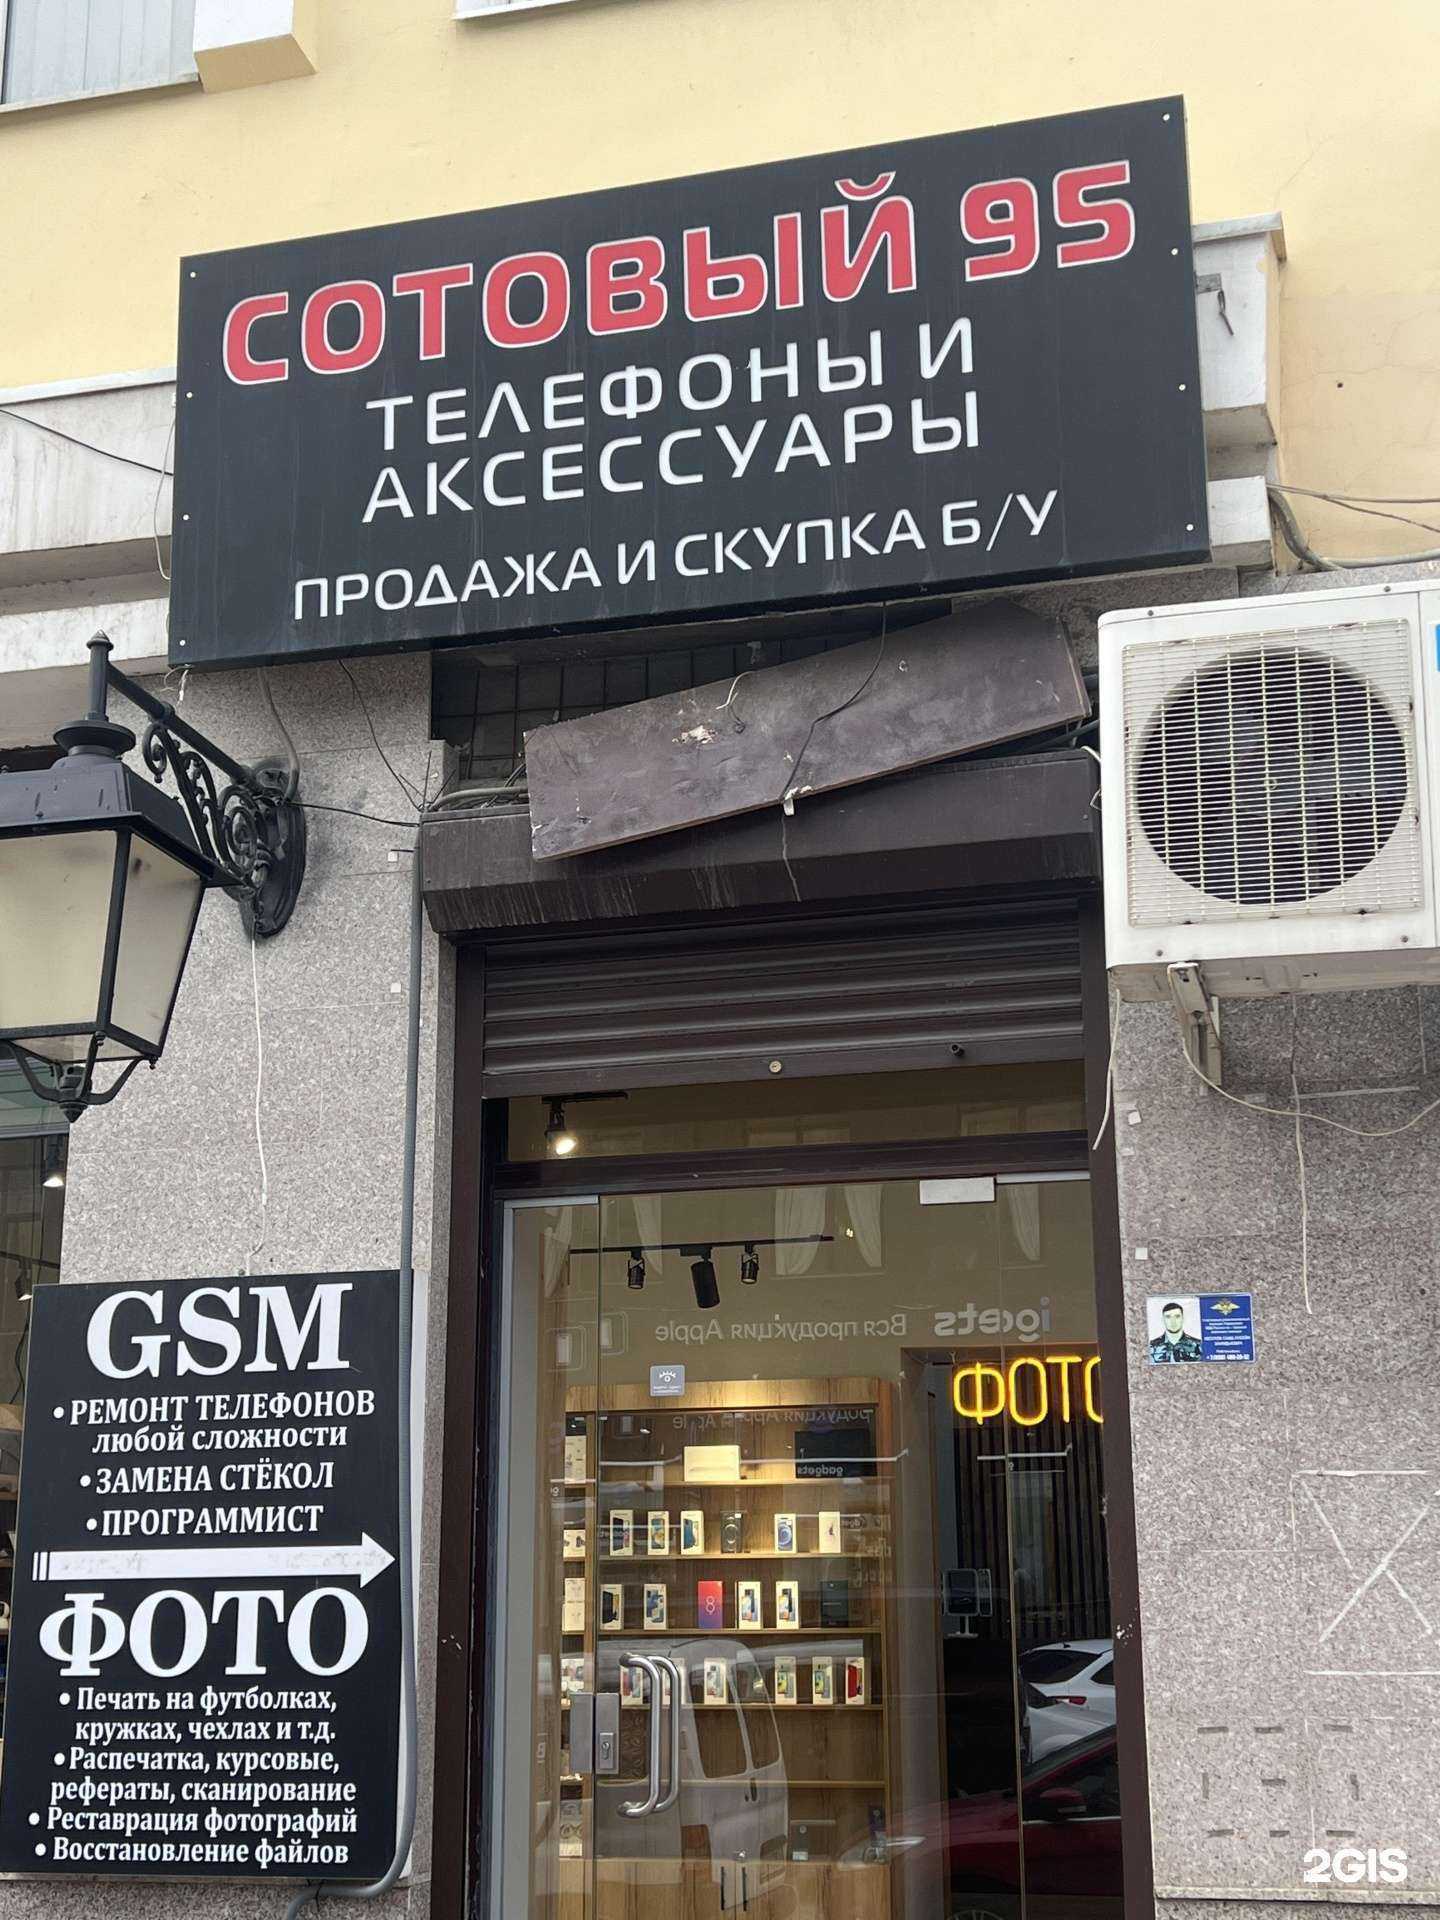 СОТОВЫЙ 95
ТЕЛЕФОНЫ И
АКСЕССУАРЫ
ПРОДАЖА И СКУПКА Б/У
GSM
• РЕМОНТ ТЕЛЕФОНОВ
ЛЮБОЙ СЛОЖНОСТИ
• ЗАМЕНА СТЁКОЛ
• ПРОГРАММИСТ
ФОТО
• Печать на футболках,
кружках, чехлах и т.д.
• Распечатка, курсовые,
рефераты, сканирование
• Реставрация фотографий
• Восстановление файлов
Вся продукция Apple
ФОТО
8
2GIS